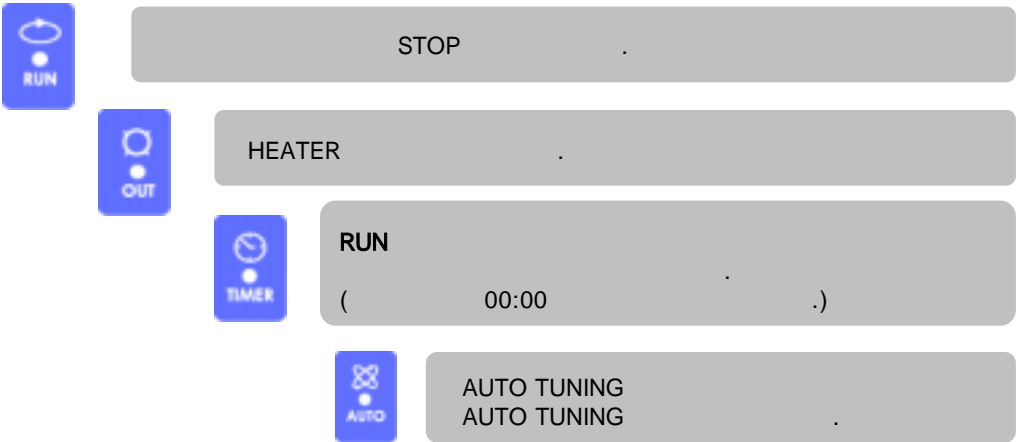 RUN
STOP .
OUT
HEATER .
TIMER
RUN
.
( 00:00 .)
AUTO
AUTO TUNING
AUTO TUNING .